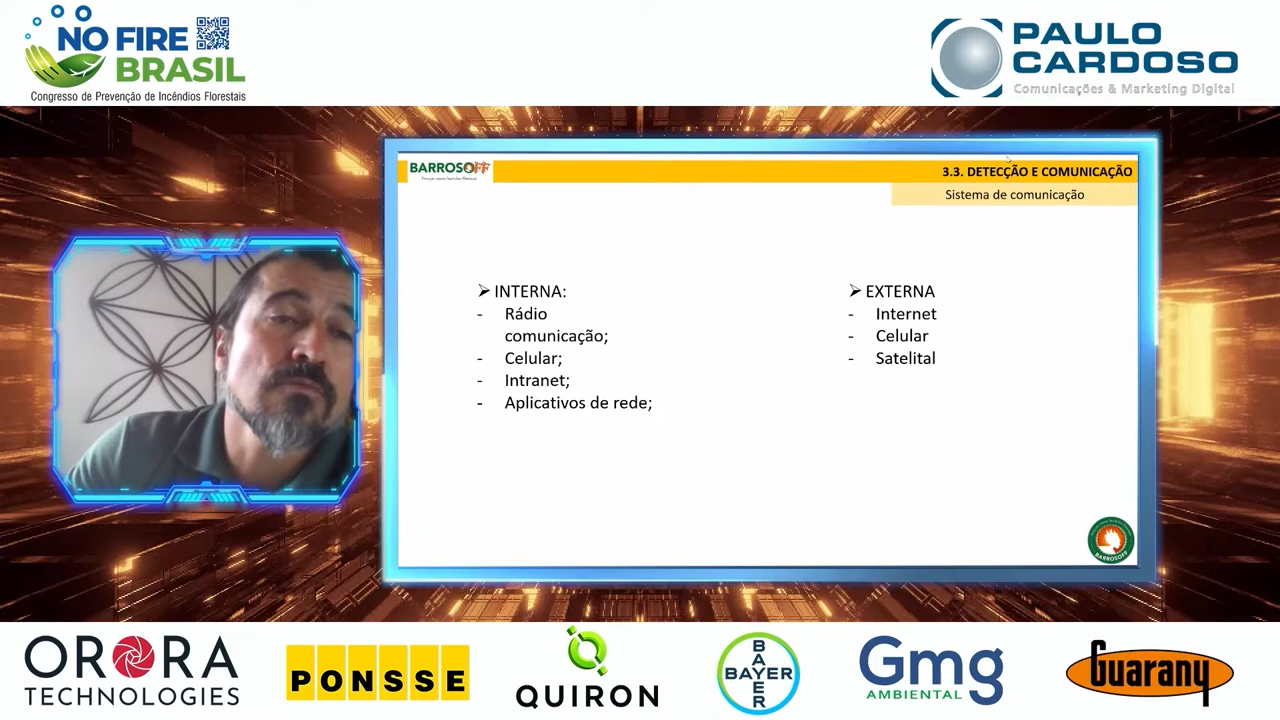 NO FIRE
BRASIL
Congresso de Prevenção de Incêndios Florestais
PAULO
CARDOSO
Comunicações & Marketing Digital
BARROSOFF
3.3. DETECÇÃO E COMUNICAÇÃO
Sistema de comunicação
➢ INTERNA:
- Rádio
comunicação;
- Celular;
- Intranet;
- Aplicativos de rede;
➢ EXTERNA
- Internet
- Celular
- Satelital
BARROSOFF
ORORA
TECHNOLOGIES
PONSSE
QUIRON
BAYER
BAYER
Gmg
AMBIENTAL
Guarany